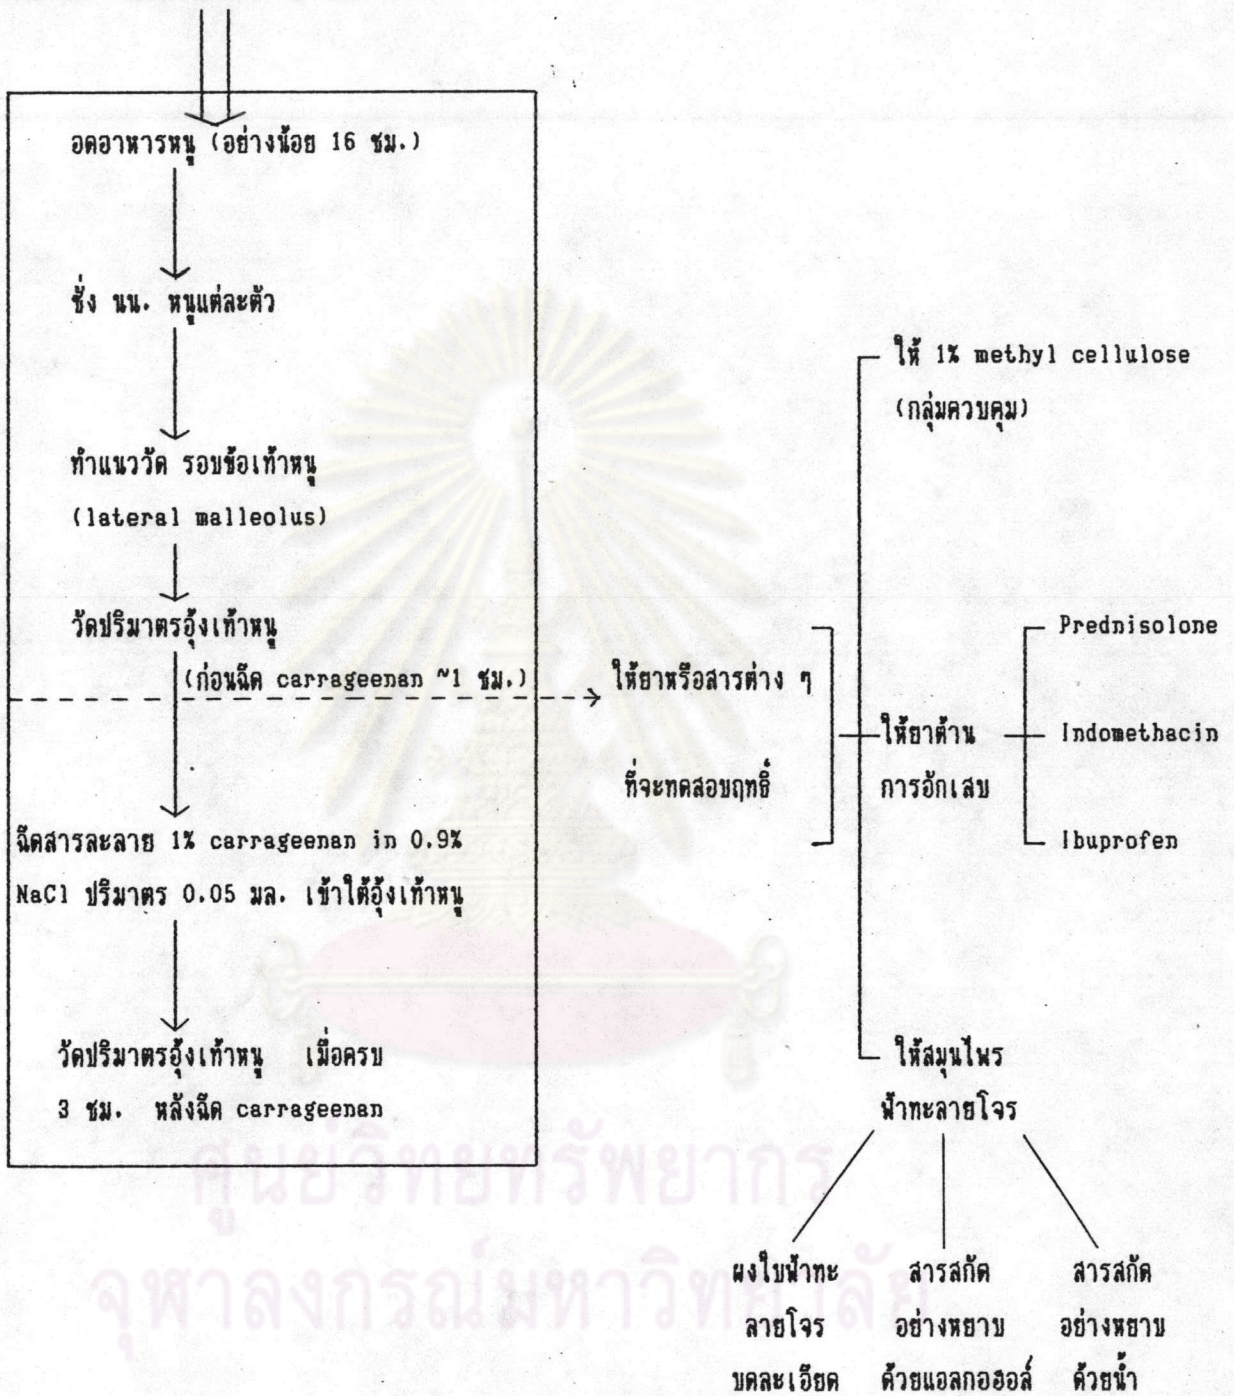 อดอาหารหนู (อย่างน้อย 16 ชม.)
ชั่ง นน. หนูแต่ละตัว
ทำแนววัด รอบข้อเท้าหนู
(lateral malleolus)
วัดปริมาตรอุ้งเท้าหนู
(ก่อนฉีด carrageenan ~1 ชม.)
ฉีดสารละลาย 1% carrageenan in 0.9%
NaCl ปริมาตร 0.05 มล. เข้าใต้อุ้งเท้าหนู
วัดปริมาตรอุ้งเท้าหนู เมื่อครบ
3 ชม. หลังฉีด carrageenan
ให้ยาหรือสารต่าง ๆ
ที่จะทดสอบฤทธิ์
ให้ 1% methyl cellulose
(กลุ่มควบคุม)
ให้ยาต้าน
การอักเสบ
Prednisolone
Indomethacin
Ibuprofen
ให้สมุนไพร
ฟ้าทะลายโจร
ผงใบฟ้าทะ
ลายโจร
บดละเอียด
สารสกัด
อย่างหยาบ
ด้วยแอลกอฮอล์
สารสกัด
อย่างหยาบ
ด้วยน้ำ
ศูนย์วิทยทรัพยากร
จุฬาลงกรณ์มหาวิทยาลัย